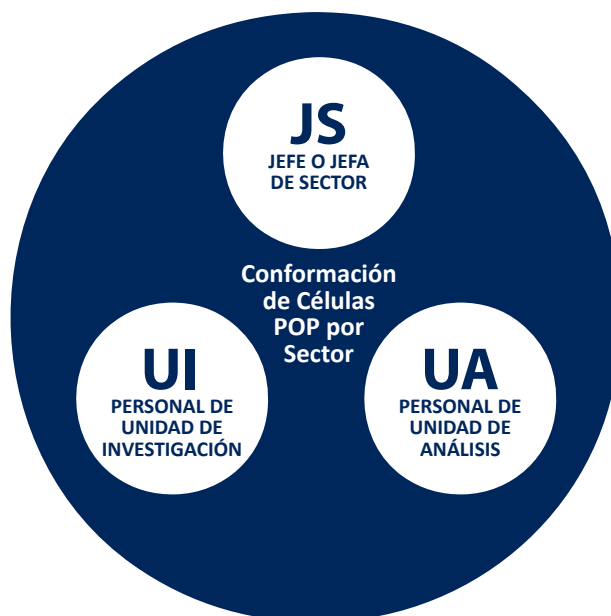 JS
JEFE O JEFA
DE SECTOR
Conformación
de Células
POP por
Sector
UI
PERSONAL DE
UNIDAD DE
INVESTIGACIÓN
UA
PERSONAL DE
UNIDAD DE
ANÁLISIS